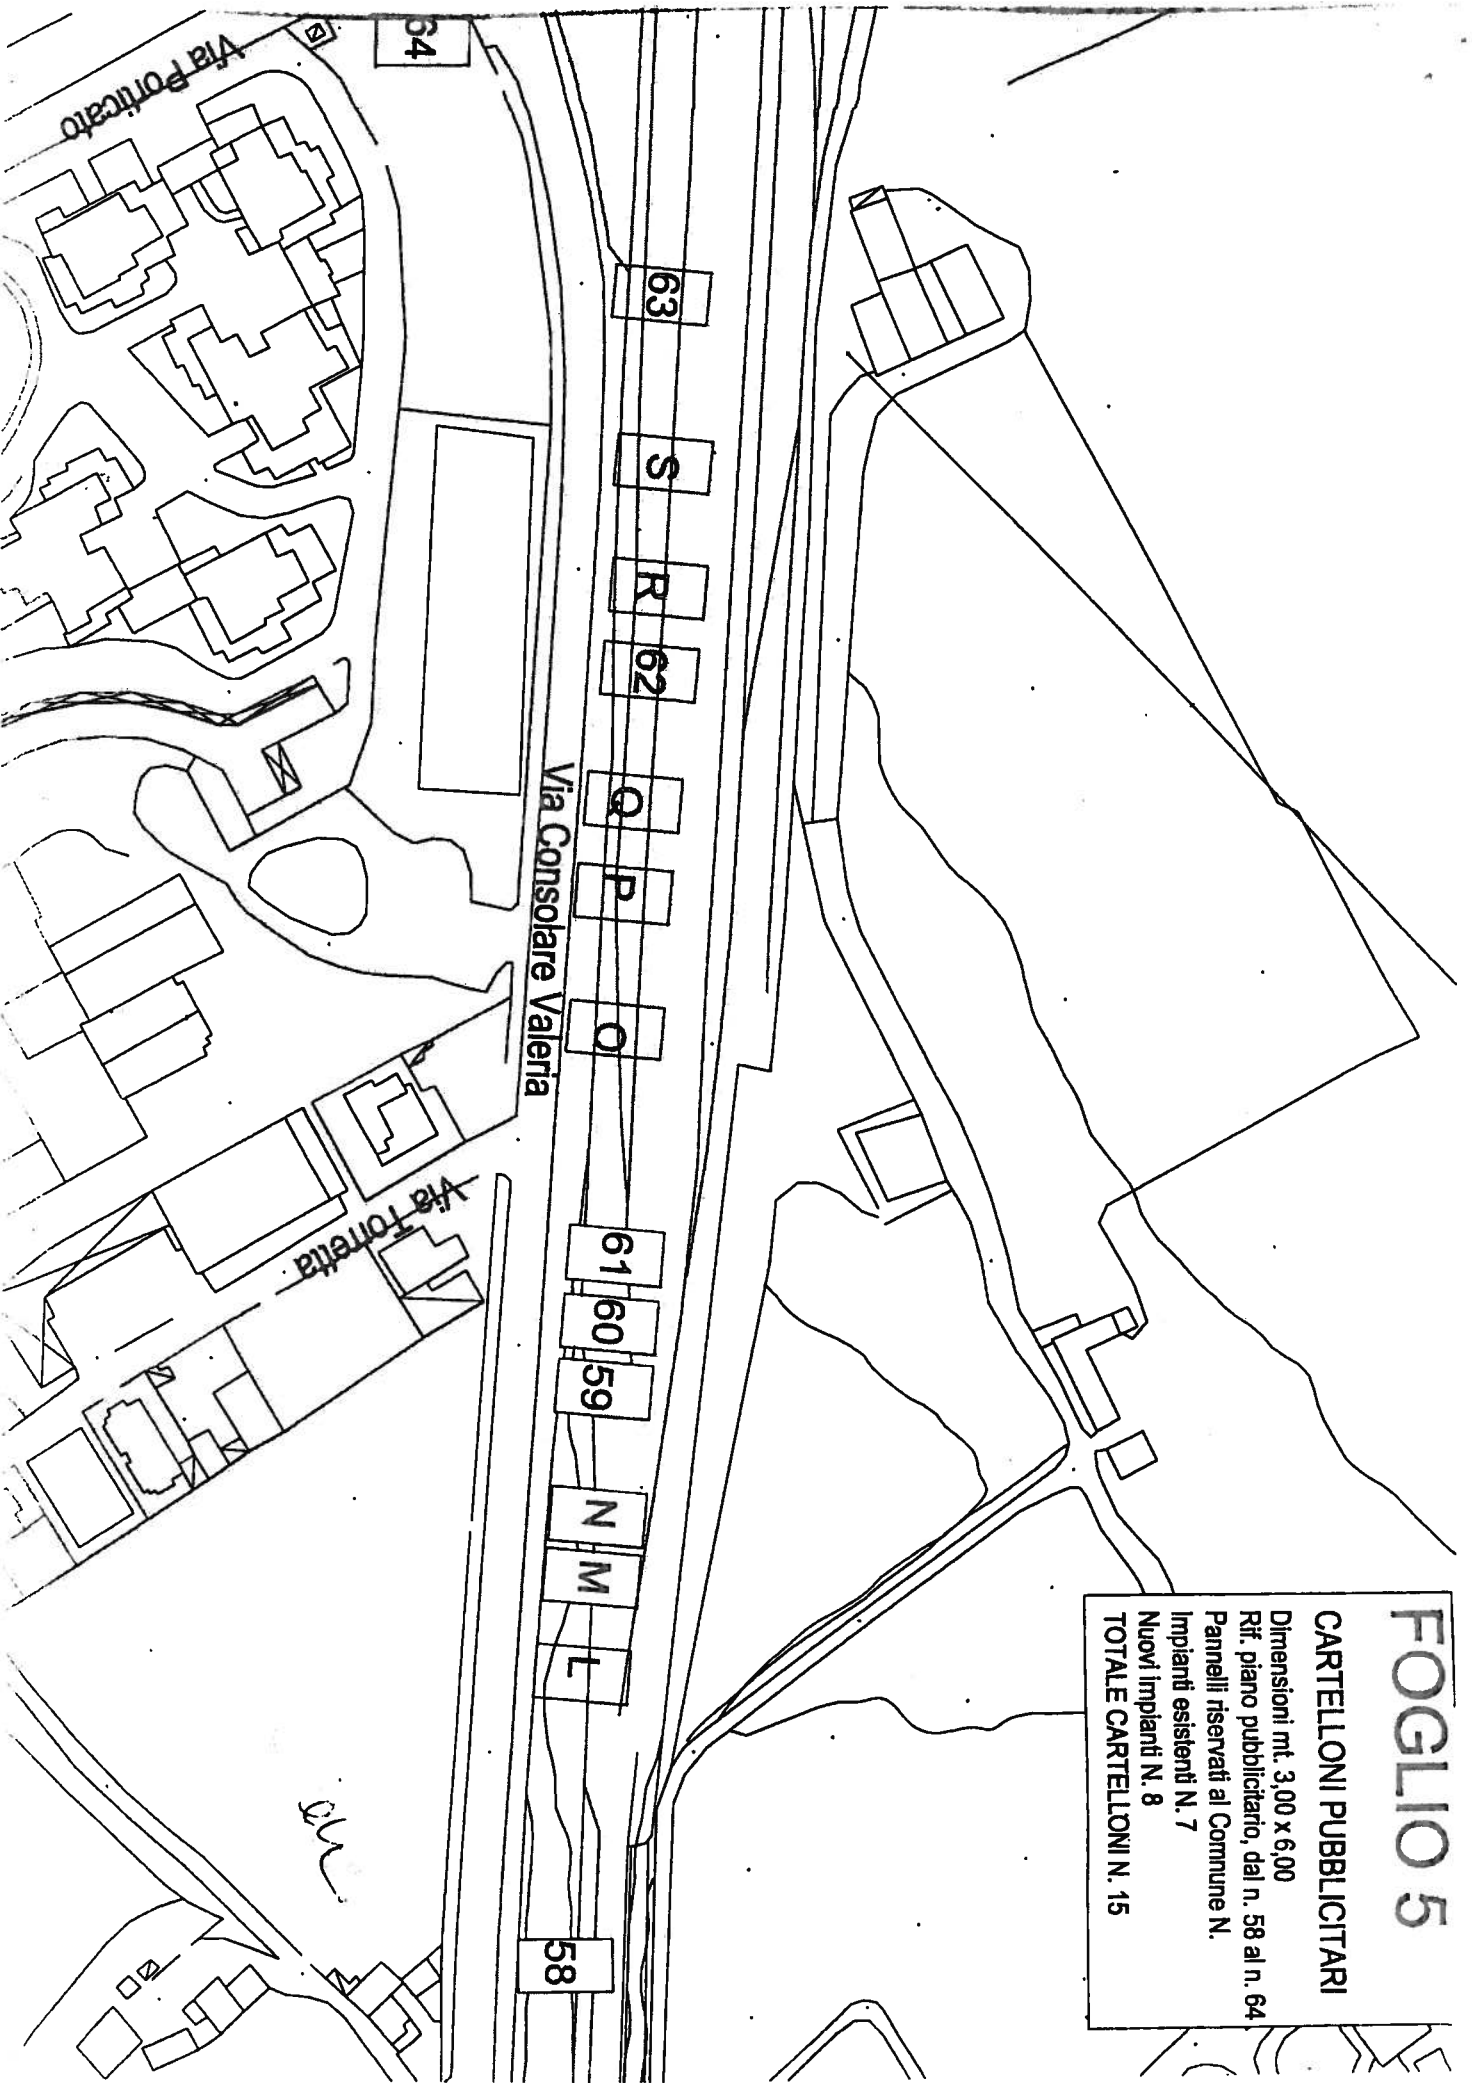 FOGLIO 5
CARTELLONI PUBBLICITARI
Dimensioni mt. 3,00 x 6,00
Rif. piano pubblicitario, dal n. 58 al n. 64
Pannelli riservati al Comune N.
Impianti esistenti N. 7
Nuovi impianti N. 8
TOTALE CARTELLONI N. 15
64
63
S
R
62
Q
P
O
61
60
59
N
M
L
58
Via Consolare Valeria
Via Porticato
Via Torretta